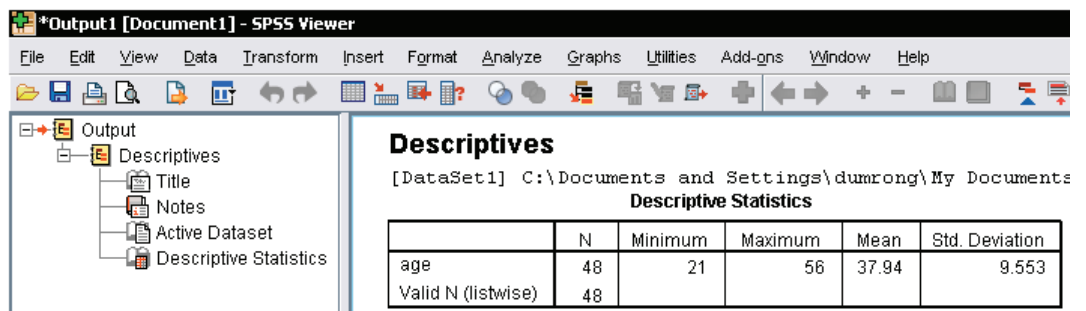 *Output1 [Document1] - SPSS Viewer
File Edit View Data Transform Insert Format Analyze Graphs Utilities Add-ons Window Help
Output
Descriptives
Title
Notes
Active Dataset
Descriptive Statistics
Descriptives
[DataSet1] C:\Documents and Settings\dumrong\My Documents
Descriptive Statistics
N Minimum Maximum Mean Std. Deviation
age 48 21 56 37.94 9.553
Valid N (listwise) 48